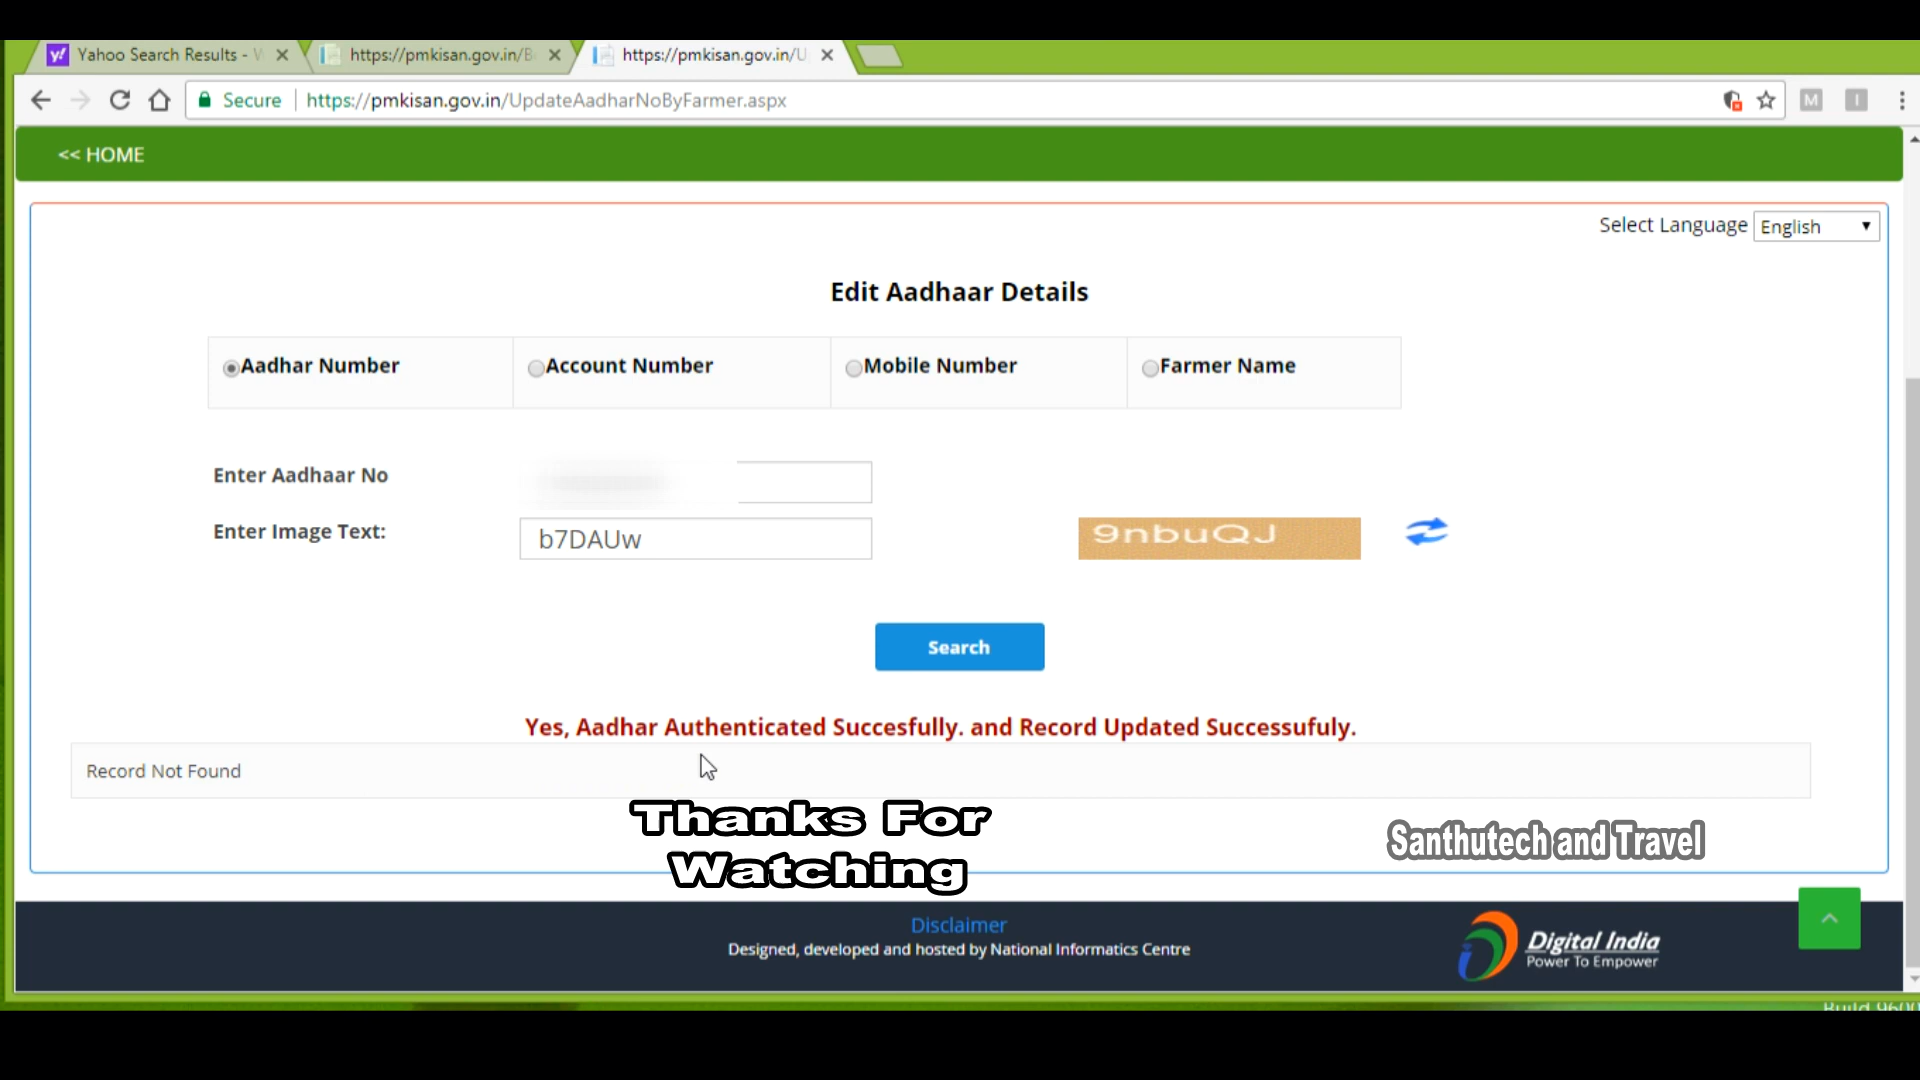 Yahoo Search Results -
https://pmkisan.gov.in/B
https://pmkisan.gov.in/U
Secure
https://pmkisan.gov.in/UpdateAadharNoByFarmer.aspx
M
I
<< HOME
Select Language English
Edit Aadhaar Details
Aadhar Number
Account Number
Mobile Number
Farmer Name
Enter Aadhaar No
Enter Image Text:
b7DAUw
9nbuQJ
Search
Yes, Aadhar Authenticated Succesfully. and Record Updated Successufuly.
Record Not Found
Thanks For
Watching
Santhutech and Travel
Disclaimer
Designed, developed and hosted by National Informatics Centre
Digital India
Power To Empower